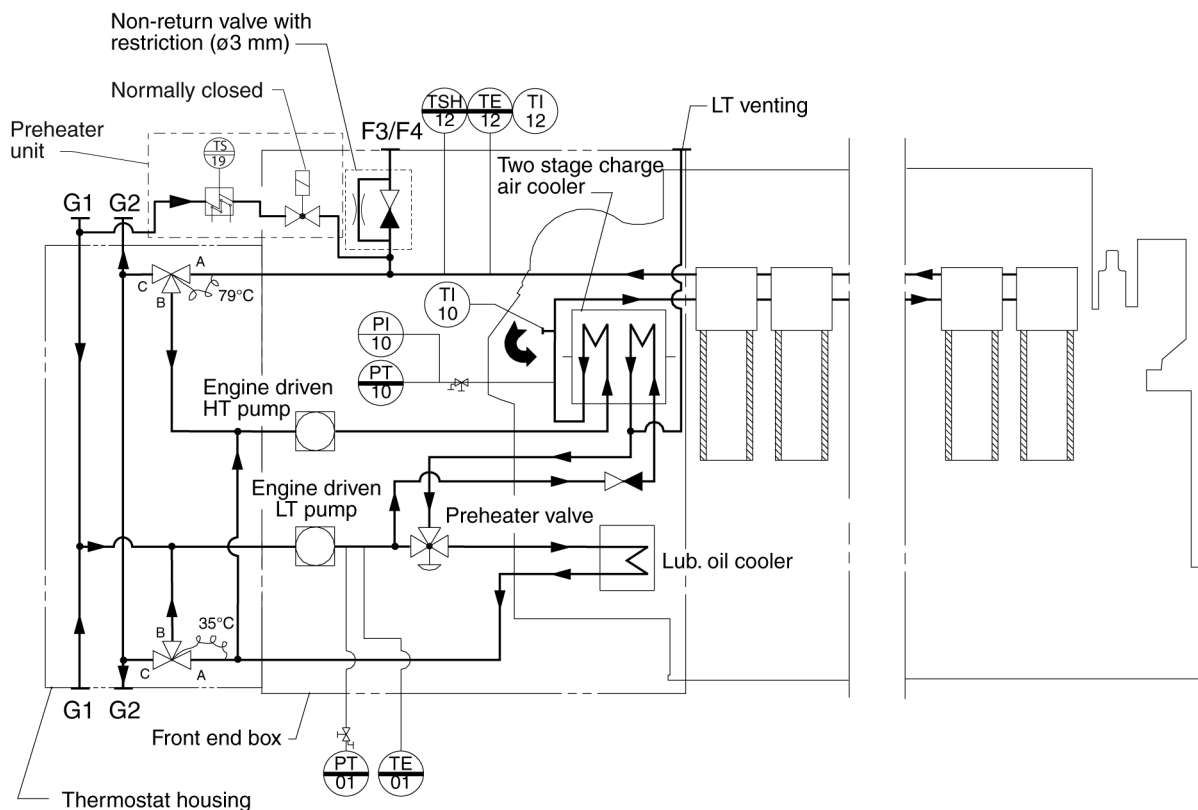 Non-return valve with
restriction (ø3 mm)
Normally closed
Preheater
unit
TS
19
F3/F4
TSH
12
TE
12
TI
12
LT venting
Two stage charge
air cooler
G1
G2
A
C
B
79°C
TI
10
PI
10
PT
10
Engine driven
HT pump
Engine driven
LT pump
Preheater valve
Lub. oil cooler
B
35°C
C
A
G1
G2
Front end box
PT
01
TE
01
Thermostat housing